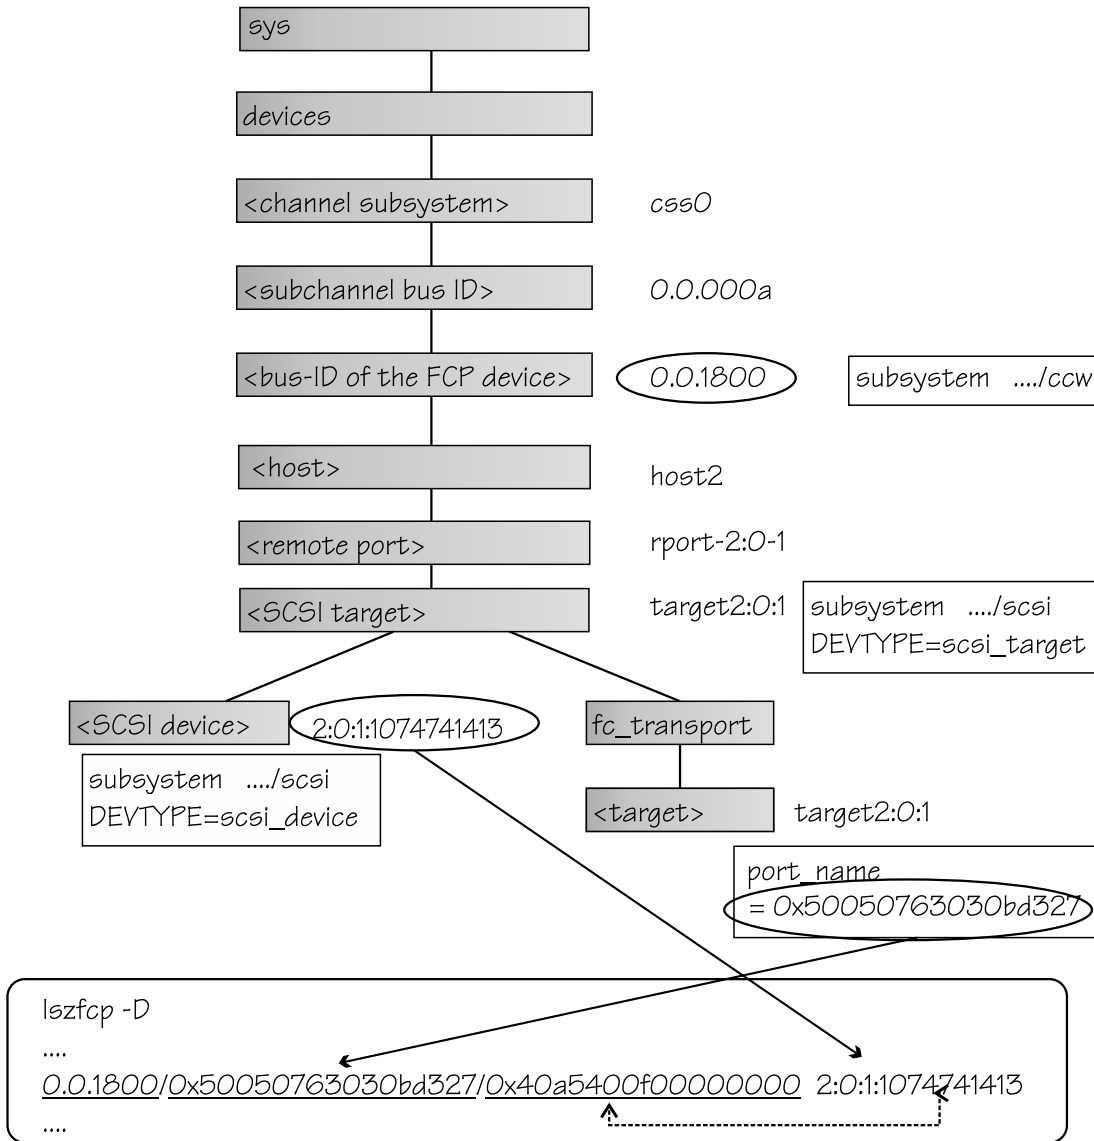 sys
devices
<channel subsystem> css0
<subchannel bus ID> 0.0.000a
<bus-ID of the FCP device> 0.0.1800 subsystem ..../ccw
<host> host2
<remote port> rport-2:0-1
<SCSI target> target2:0:1 subsystem ..../scsi
DEVTYPE=scsi_target
<SCSI device> 2:0:1:1074741413 fc_transport
subsystem ..../scsi
DEVTYPE=scsi_device
<target> target2:0:1
port_name
= 0x50050763030bd327
lszfcp -D
....
0.0.1800/0x50050763030bd327/0x40a5400f00000000 2:0:1:1074741413
....